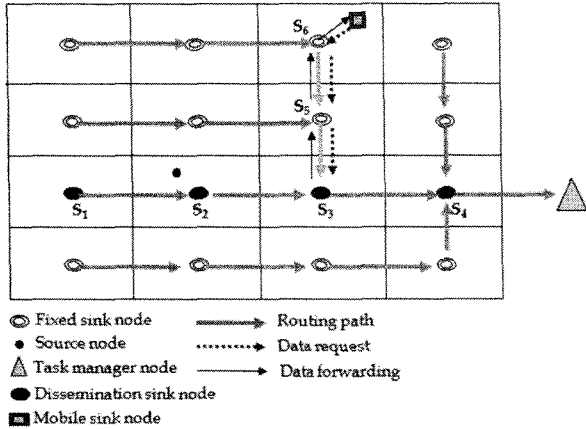 S6
S5
S1
S2
S3
S4
Fixed sink node
Routing path
Source node
Data request
Task manager node
Data forwarding
Dissemination sink node
Mobile sink node